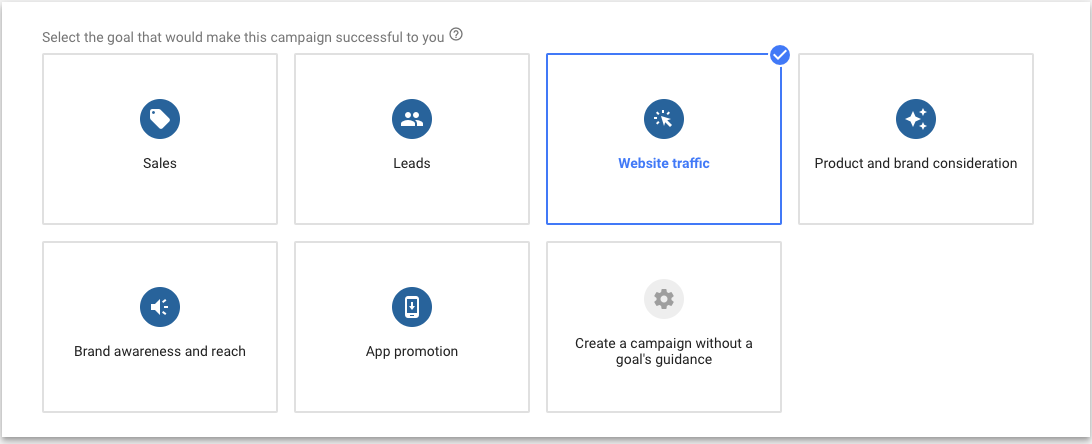 Select the goal that would make this campaign successful to you
Sales
Leads
Website traffic
Product and brand consideration
Brand awareness and reach
App promotion
Create a campaign without a
goal's guidance